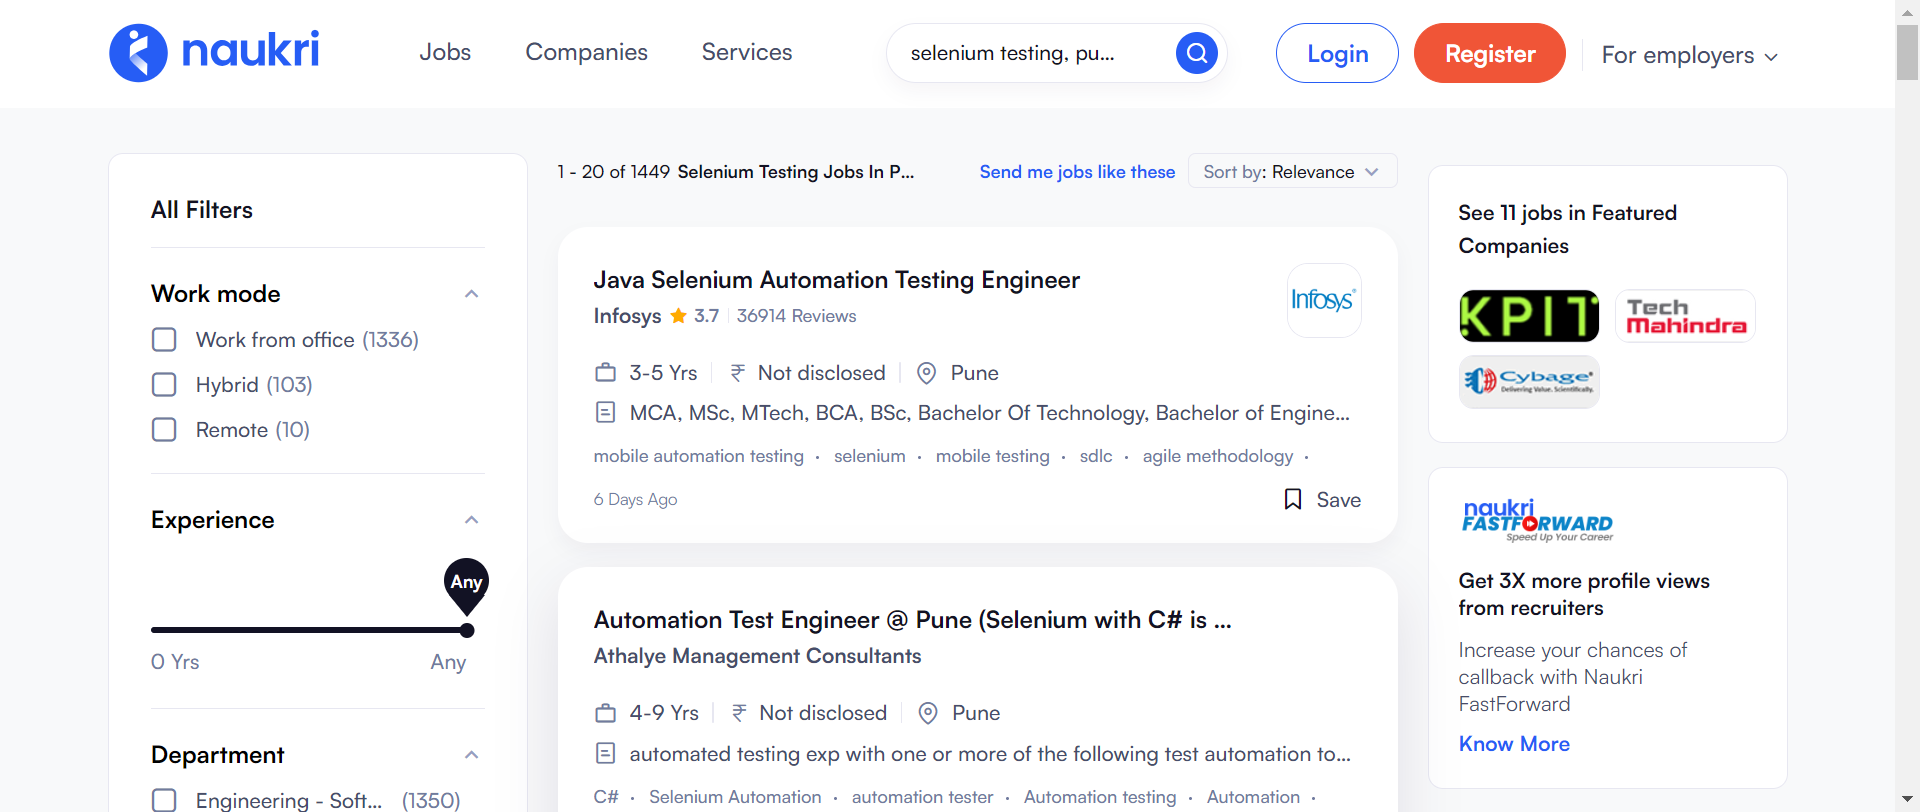 naukri
Jobs
Companies
Services
selenium testing, pu...
Login
Register
For employers
All Filters
Work mode
Work from office (1336)
Hybrid (103)
Remote (10)
Experience
Any
0 Yrs
Any
Department
Engineering - Soft... (1350)
1 - 20 of 1449 Selenium Testing Jobs In P...
Send me jobs like these
Sort by: Relevance
Java Selenium Automation Testing Engineer
Infosys 3.7 36914 Reviews
Infosys
3-5 Yrs
₹ Not disclosed
Pune
MCA, MSc, MTech, BCA, BSc, Bachelor Of Technology, Bachelor of Engine...
mobile automation testing · selenium · mobile testing · sdlc · agile methodology ·
6 Days Ago
Save
Automation Test Engineer @ Pune (Selenium with C# is ...
Athalye Management Consultants
4-9 Yrs
₹ Not disclosed
Pune
automated testing exp with one or more of the following test automation to...
C# · Selenium Automation · automation tester · Automation testing · Automation ·
See 11 jobs in Featured
Companies
KPIT
Tech
Mahindra
Cybage
Delivering Value. Scientifically.
naukri
FASTFORWARD
Speed Up Your Career
Get 3X more profile views
from recruiters
Increase your chances of
callback with Naukri
FastForward
Know More